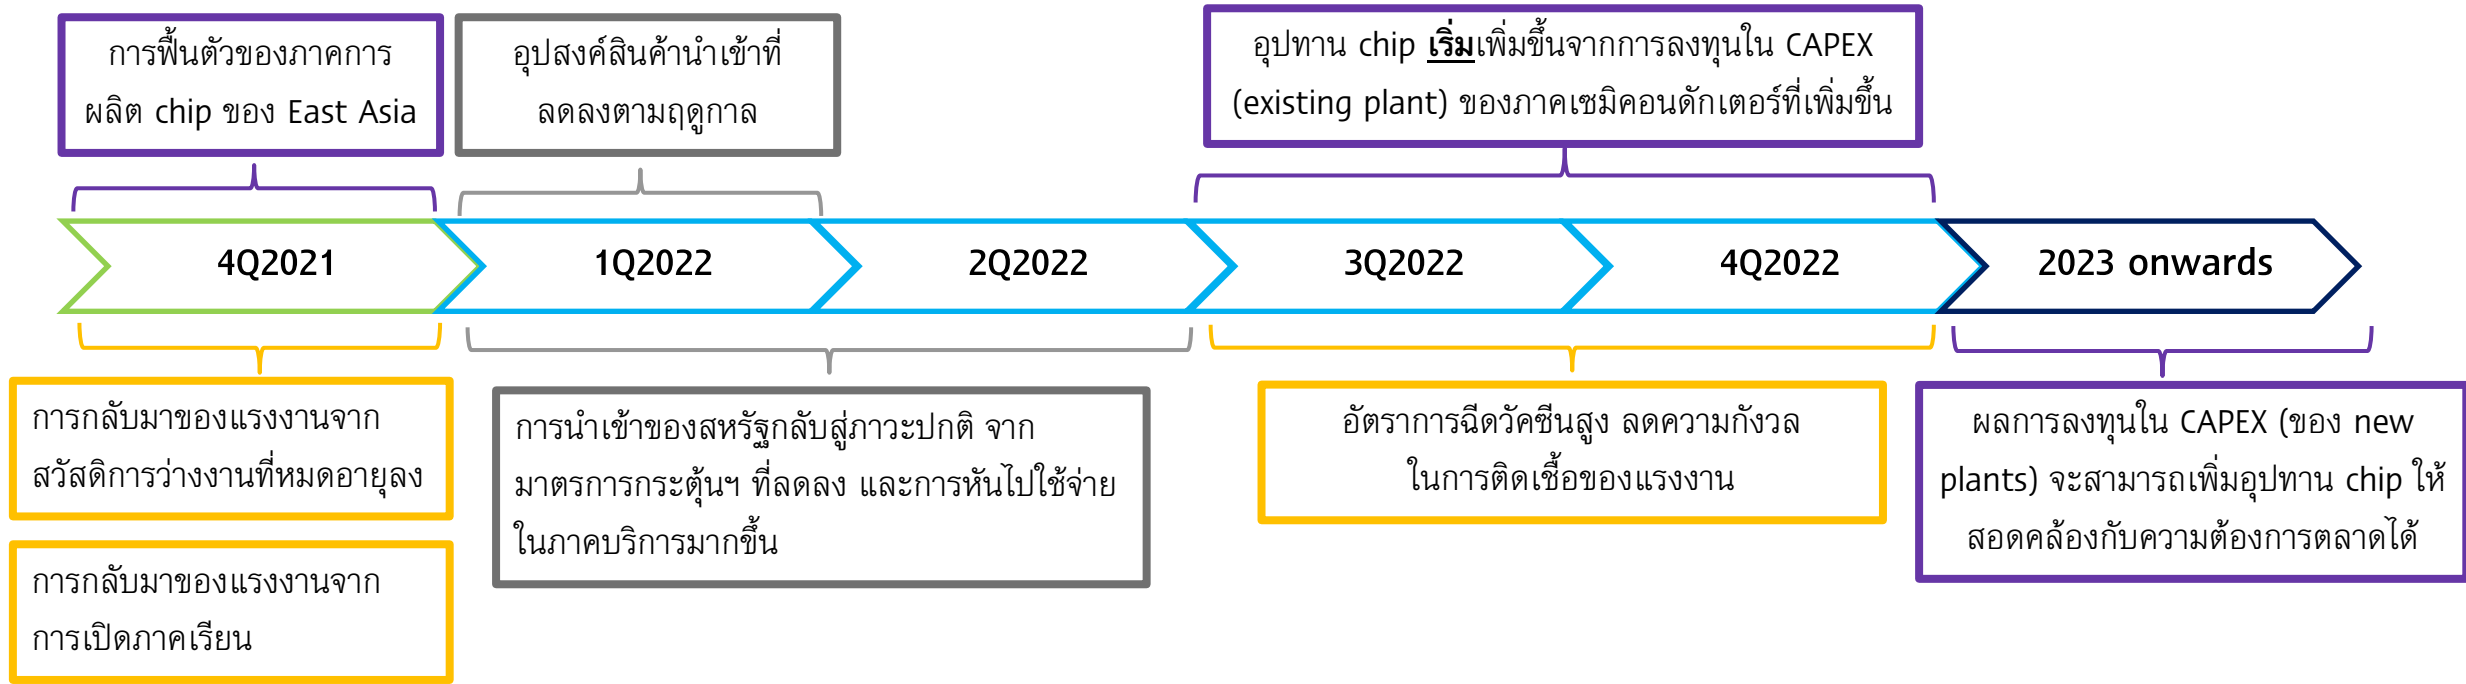 การฟื้นตัวของภาคการ
ผลิต chip ของ East Asia
อุปสงค์สินค้านำเข้าที่
ลดลงตามฤดูกาล
อุปทาน chip เริ่มเพิ่มขึ้นจากการลงทุนใน CAPEX
(existing plant) ของภาคเซมิคอนดักเตอร์ที่เพิ่มขึ้น
4Q2021
1Q2022
2Q2022
3Q2022
4Q2022
2023 onwards
การกลับมาของแรงงานจาก
สวัสดิการว่างงานที่หมดอายุลง
การกลับมาของแรงงานจาก
การเปิดภาคเรียน
การนำเข้าของสหรัฐกลับสู่ภาวะปกติ จาก
มาตรการกระตุ้นฯ ที่ลดลง และการหันไปใช้จ่าย
ในภาคบริการมากขึ้น
อัตราการฉีดวัคซีนสูง ลดความกังวล
ในการติดเชื้อของแรงงาน
ผลการลงทุนใน CAPEX (ของ new
plants) จะสามารถเพิ่มอุปทาน chip ให้
สอดคล้องกับความต้องการตลาดได้